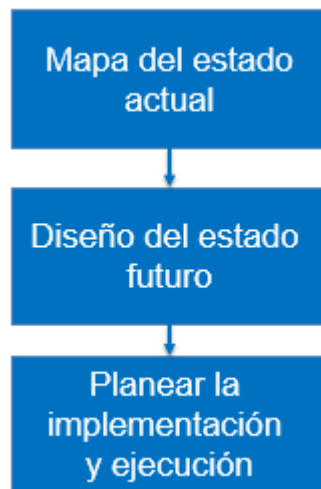 Mapa del estado
actual
Diseño del estado
futuro
Planear la
implementación
y ejecución